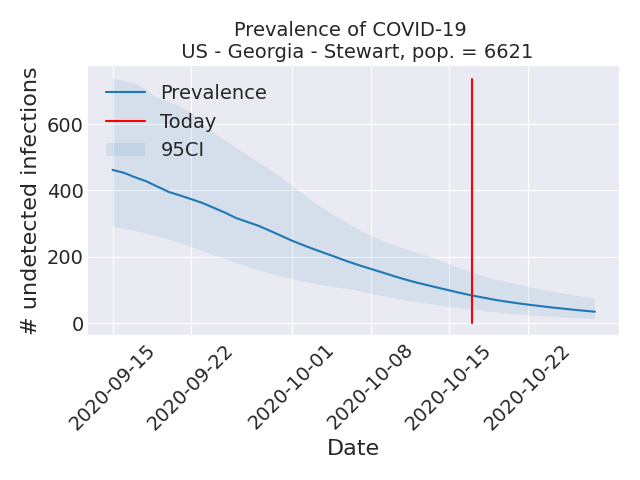 Prevalence of COVID-19
US - Georgia - Stewart, pop. = 6621
# undetected infections
600
400
200
0
Prevalence
Today
95CI
2020-09-15
2020-09-22
2020-10-01
2020-10-08
2020-10-15
2020-10-22
Date